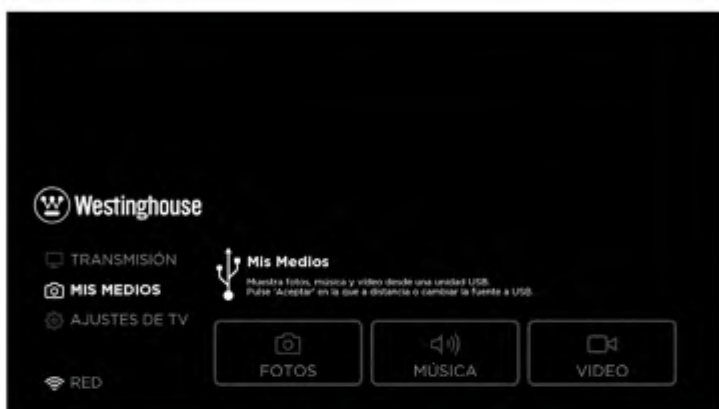 Westinghouse
TRANSMISIÓN
MIS MEDIOS
AJUSTES DE TV
RED
Mis Medios
Muestra fotos, música y vídeo desde una unidad USB.
Pulse "Aceptar" en la que a distancia o cambiar la fuente a USB.
FOTOS
MÚSICA
VIDEO